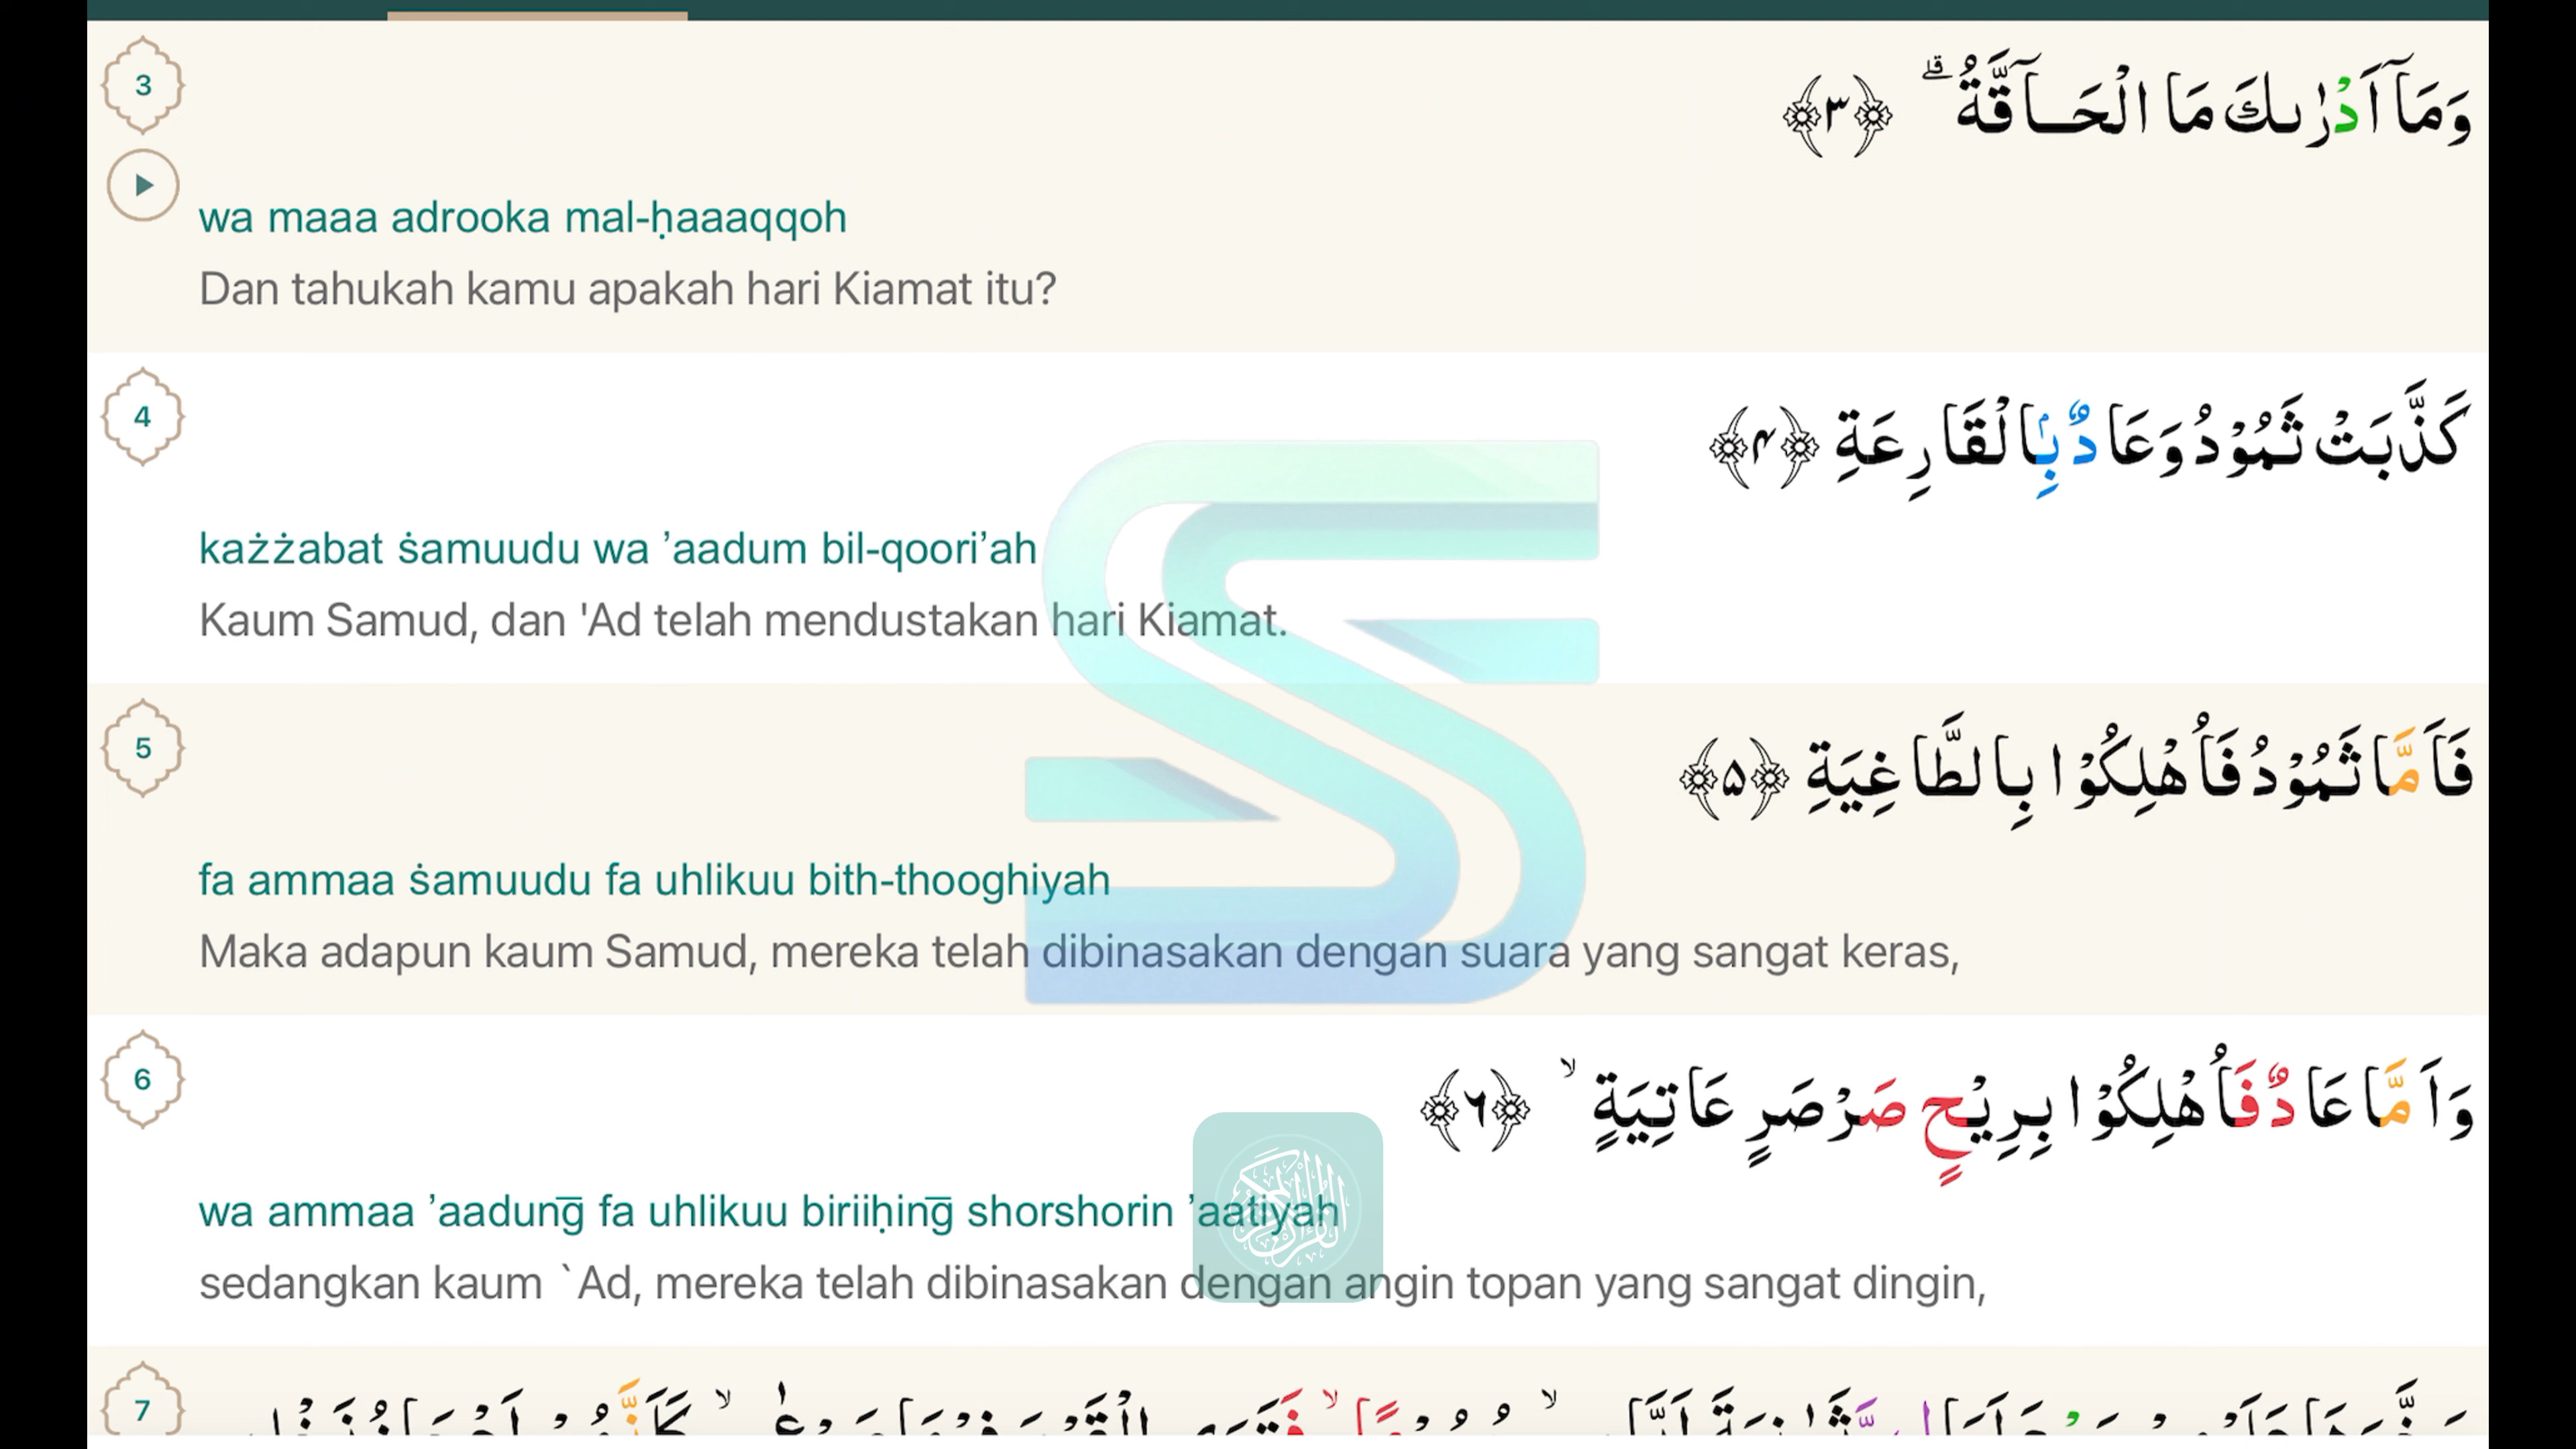 3
وَمَآ اَدْرٰىكَ مَا الْحَاۤقَّةُ ۗ ﴿٣﴾
wa maaa adrooka mal-ḥaaaqqoh
Dan tahukah kamu apakah hari Kiamat itu?
4
كَذَّبَتْ ثَمُوْدُ وَعَادٌۢ بِالْقَارِعَةِ ﴿۴﴾
każżabat ṡamuudu wa ’aadum bil-qoori’ah
Kaum Samud, dan 'Ad telah mendustakan hari Kiamat.
5
فَاَمَّا ثَمُوْدُ فَاُهْلِكُوْا بِالطَّاغِيَةِ ﴿۵﴾
fa ammaa ṡamuudu fa uhlikuu bith-thooghiyah
Maka adapun kaum Samud, mereka telah dibinasakan dengan suara yang sangat keras,
6
وَاَمَّا عَادٌ فَاُهْلِكُوْا بِرِيْحٍ صَرْصَرٍ عَاتِيَةٍ ۙ ﴿٦﴾
wa ammaa ’aadung̅ fa uhlikuu biriiḥing̅ shorshorin ’aatiyah
sedangkan kaum `Ad, mereka telah dibinasakan dengan angin topan yang sangat dingin,
7